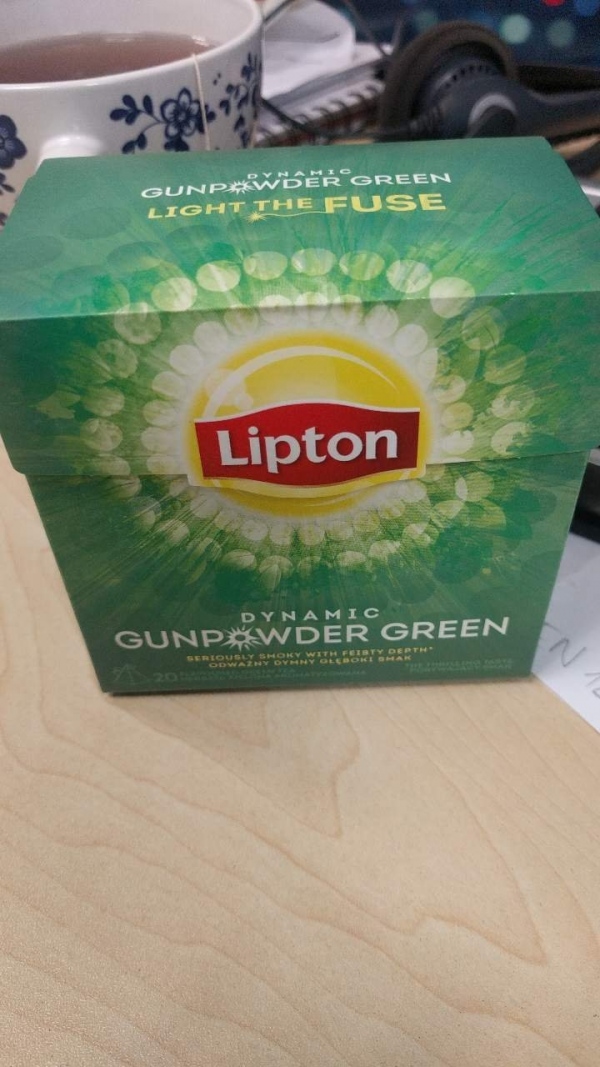 DYNAMIC
GUNPOWDER GREEN
LIGHT THE FUSE
Lipton
DYNAMIC
GUNPOWDER GREEN
SERIOUSLY SMOKY WITH FEISTY DEPTH*
ODWAŻNY DYMNY GŁĘBOKI SMAK
20